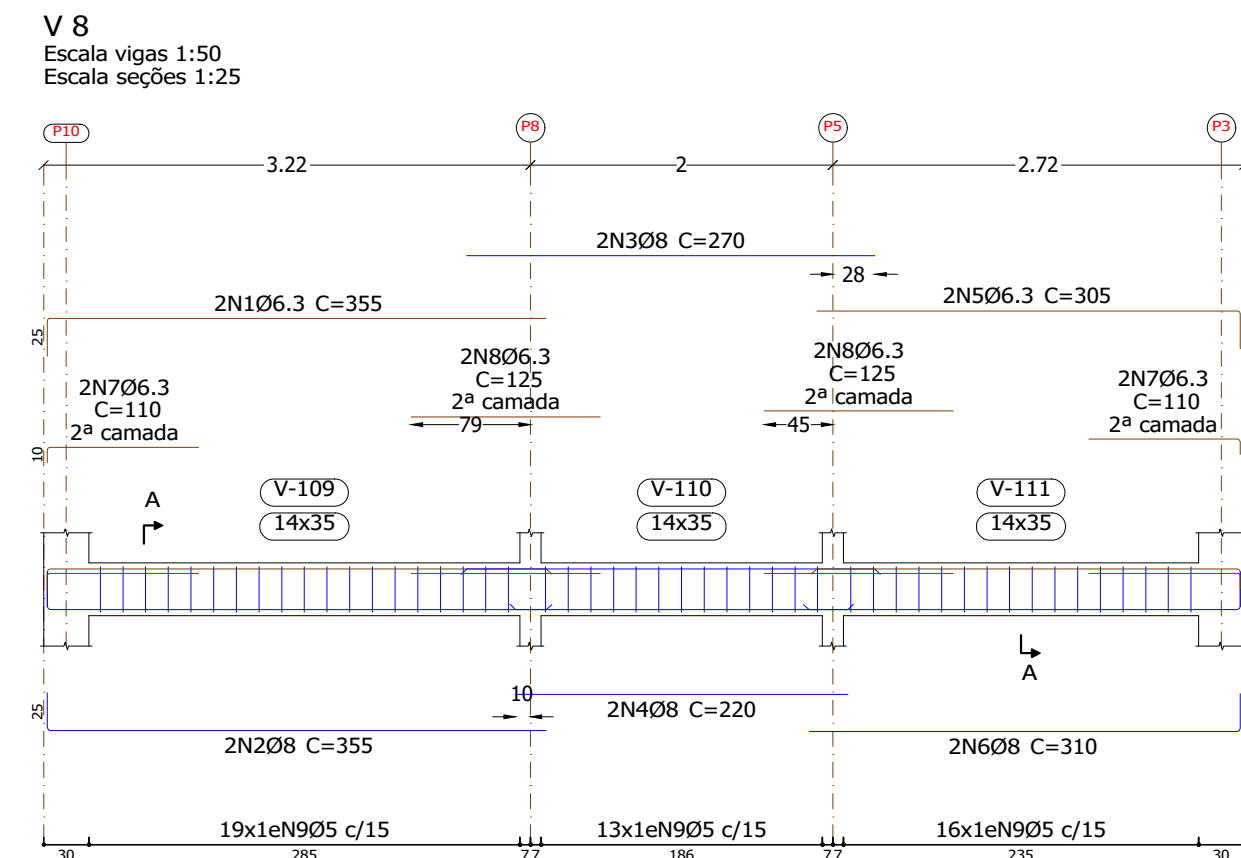 V 8
Escala vigas 1:50
Escala seções 1:25
P10
P8
P5
P3
3.22
2
2.72
2N3Ø8 C=270
28
2N1Ø6.3 C=355
2N5Ø6.3 C=305
25
2N8Ø6.3
C=125
2ª camada
2N8Ø6.3
C=125
2ª camada
2N7Ø6.3
C=110
2ª camada
2N7Ø6.3
C=110
2ª camada
79
45
10
V-109
14x35
V-110
14x35
V-111
14x35
A
A
25
10
2N4Ø8 C=220
2N2Ø8 C=355
2N6Ø8 C=310
19x1eN9Ø5 c/15
13x1eN9Ø5 c/15
16x1eN9Ø5 c/15
30
285
7 7
186
7 7
235
30